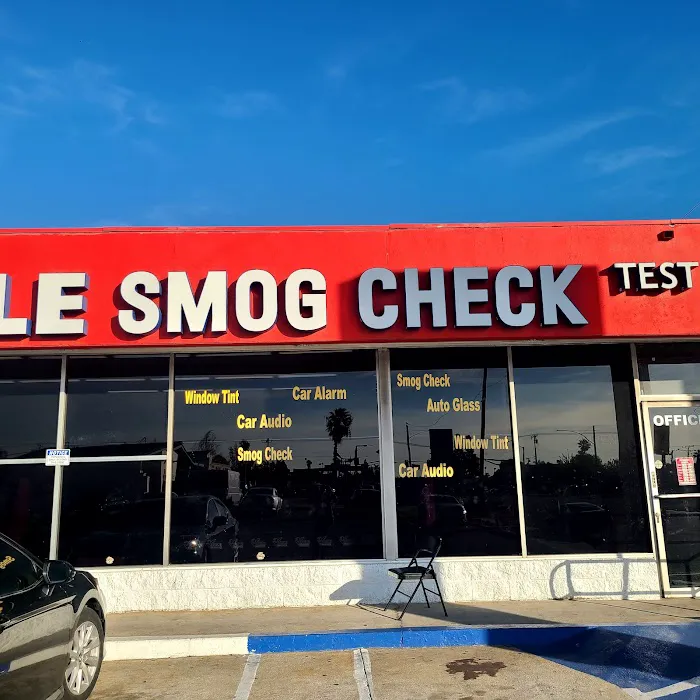 LE SMOG CHECK TEST
Window Tint
Car Alarm
Car Audio
Smog Check
Smog Check
Auto Glass
Window Tint
Car Audio
NOTICE
OFFIC